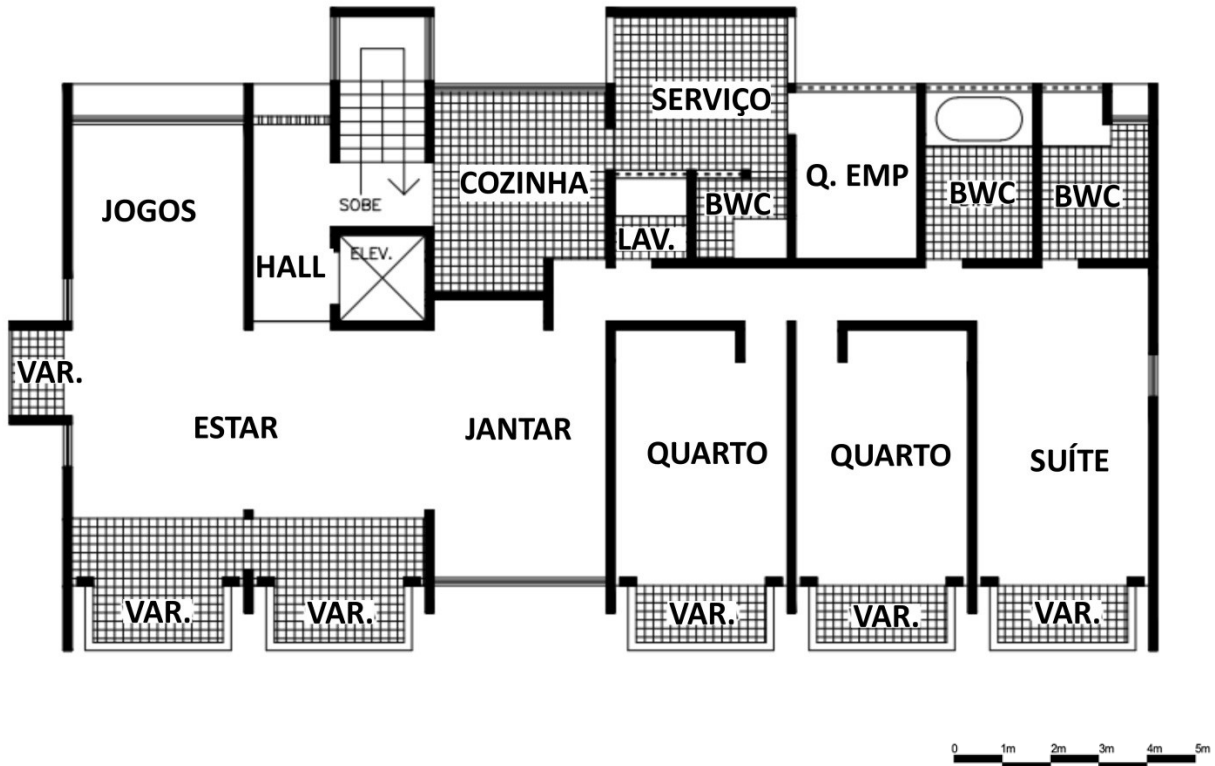 SERVIÇO
JOGOS
SOBE
COZINHA
BWC
Q. EMP
BWC
BWC
HALL
ELEV.
LAV.
VAR.
ESTAR
JANTAR
QUARTO
QUARTO
SUÍTE
VAR.
VAR.
VAR.
VAR.
VAR.
0 1m 2m 3m 4m 5m